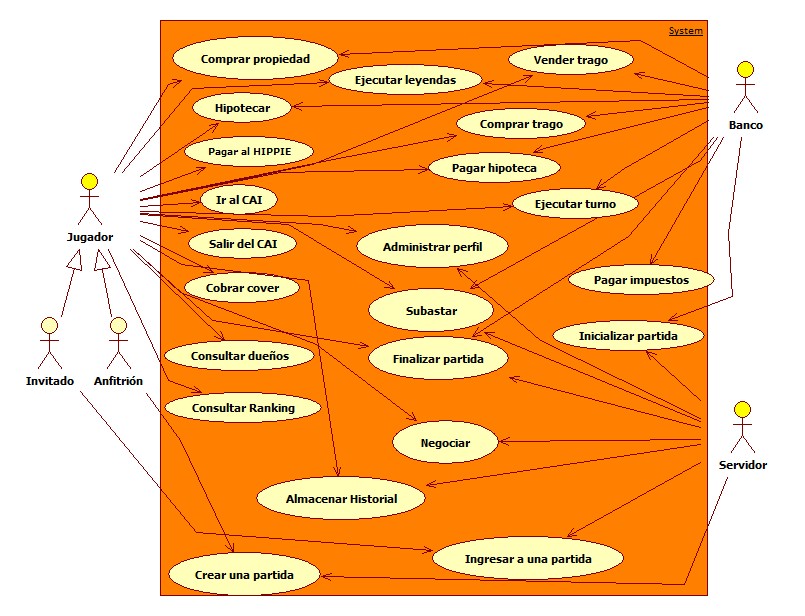 System
Comprar propiedad
Vender trago
Ejecutar leyendas
Hipotecar
Comprar trago
Banco
Pagar al HIPPIE
Pagar hipoteca
Ir al CAI
Ejecutar turno
Jugador
Salir del CAI
Administrar perfil
Cobrar cover
Pagar impuestos
Subastar
Inicializar partida
Consultar dueños
Finalizar partida
Invitado
Anfitrión
Consultar Ranking
Negociar
Servidor
Almacenar Historial
Ingresar a una partida
Crear una partida